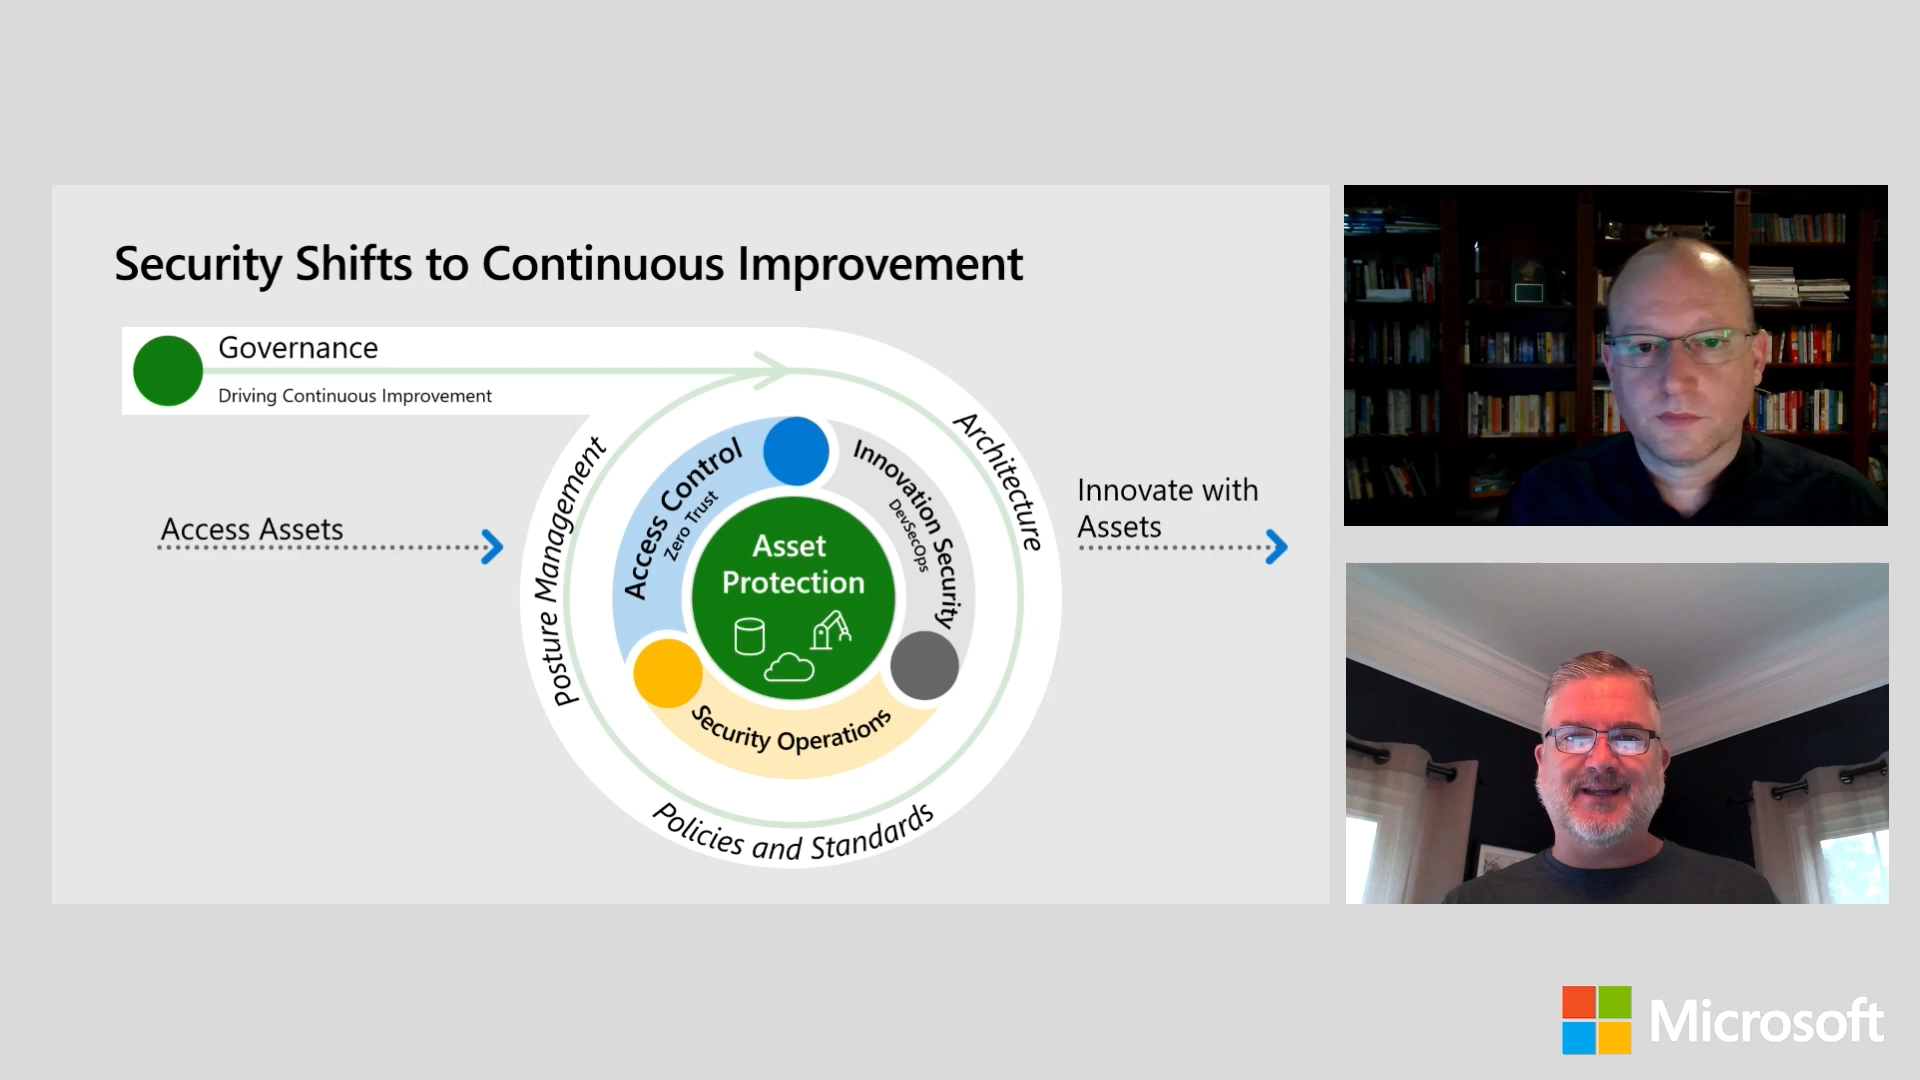 Security Shifts to Continuous Improvement
Governance
Driving Continuous Improvement
Access Assets
Posture Management
Access Control
Zero Trust
Asset
Protection
Innovation Security
DevSecOps
Architecture
Security Operations
Policies and Standards
Innovate with
Assets
Microsoft